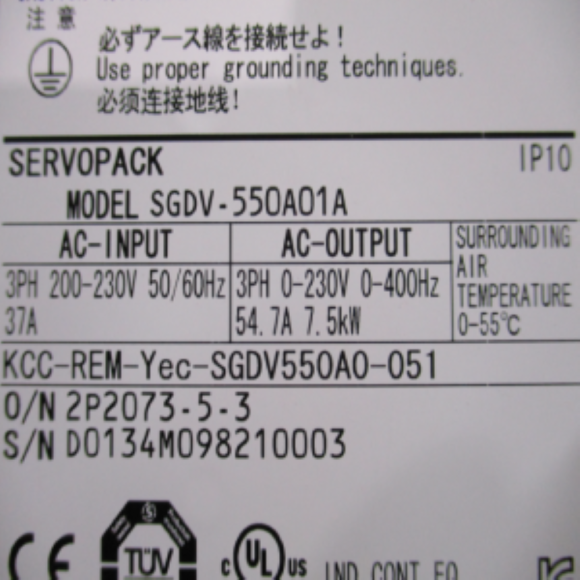 注意
必ずアース線を接続せよ！
Use proper grounding techniques.
必须连接地线！
SERVOPACK IP10
MODEL SGDV-550A01A
AC-INPUT AC-OUTPUT SURROUNDING
AIR
TEMPERATURE
0-55℃
3PH 200-230V 50/60Hz 3PH 0-230V 0-400Hz
37A 54.7A 7.5kW
KCC-REM-Yec-SGDV550A0-051
O/N 2P2073-5-3
S/N D0134M098210003
CE TÜV c UL us IND.CONT.EQ